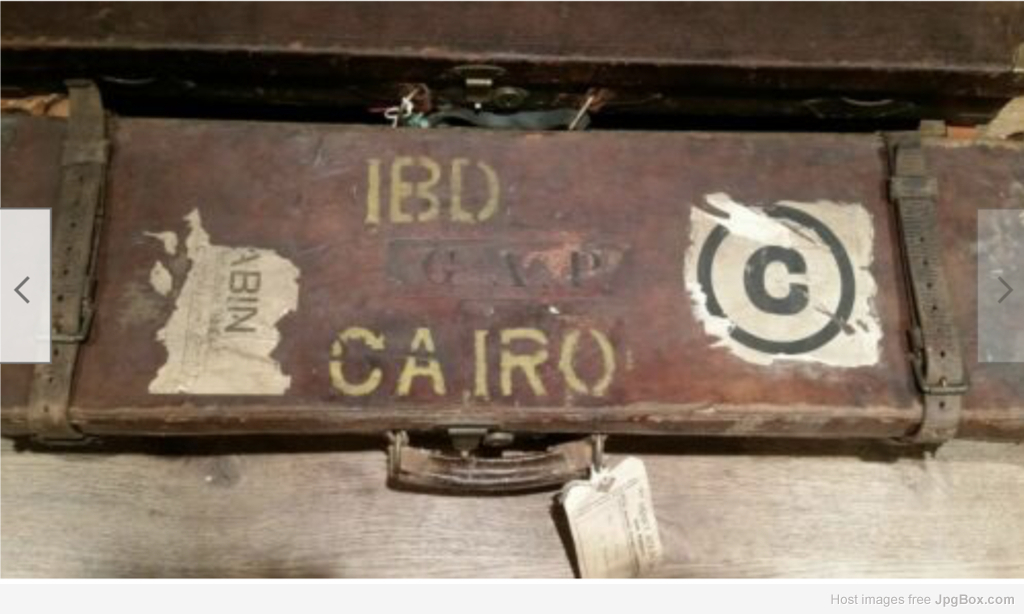 IBD
G A P
CAIRO
ABIN
C
Host images free JpgBox.com